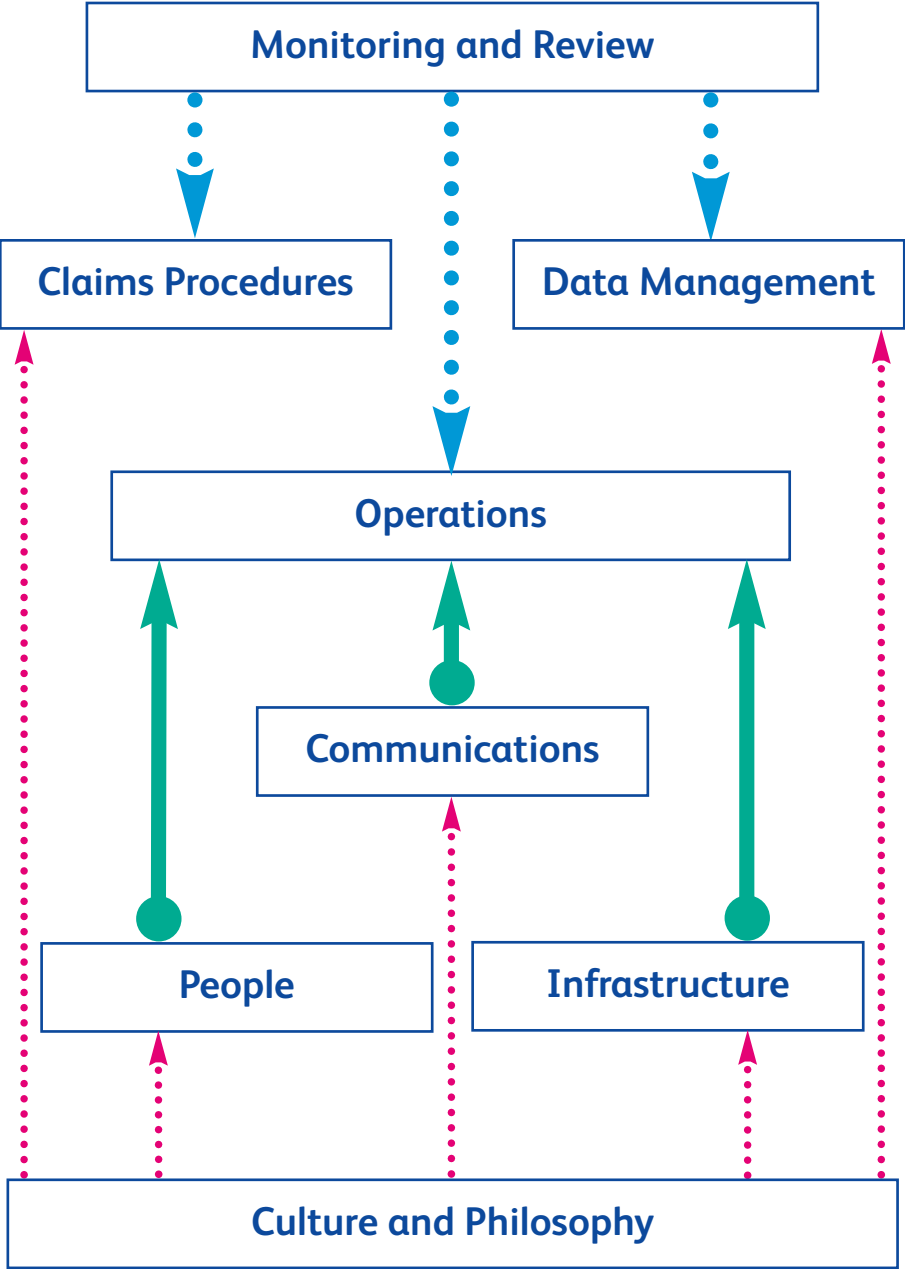 Monitoring and Review
Claims Procedures
Data Management
Operations
Communications
People
Infrastructure
Culture and Philosophy